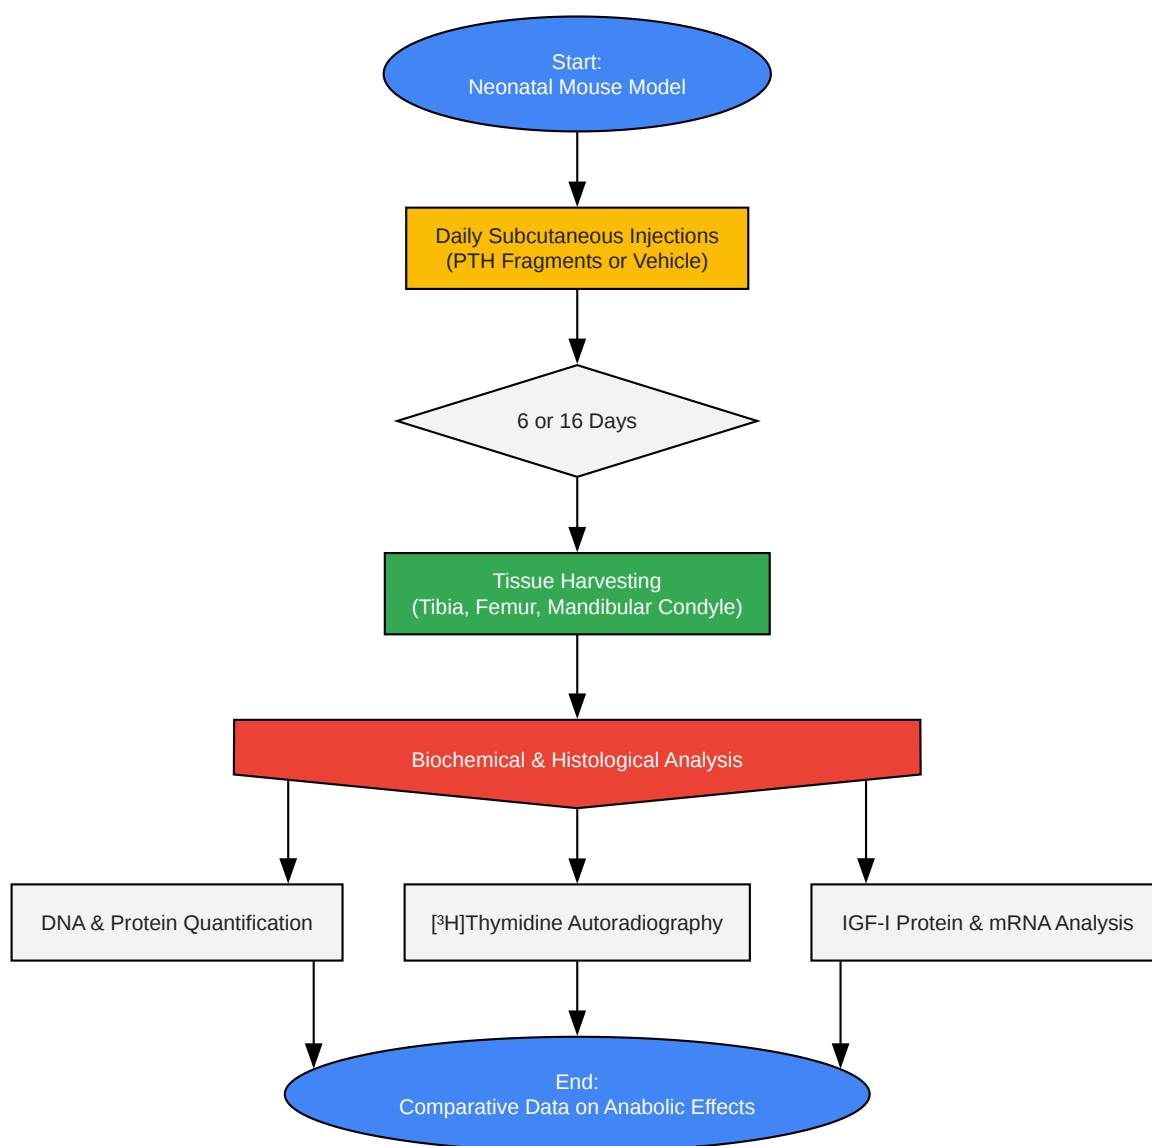 Start:
Neonatal Mouse Model
Daily Subcutaneous Injections
(PTH Fragments or Vehicle)
6 or 16 Days
Tissue Harvesting
(Tibia, Femur, Mandibular Condyle)
Biochemical & Histological Analysis
DNA & Protein Quantification
[³H]Thymidine Autoradiography
IGF-I Protein & mRNA Analysis
End:
Comparative Data on Anabolic Effects